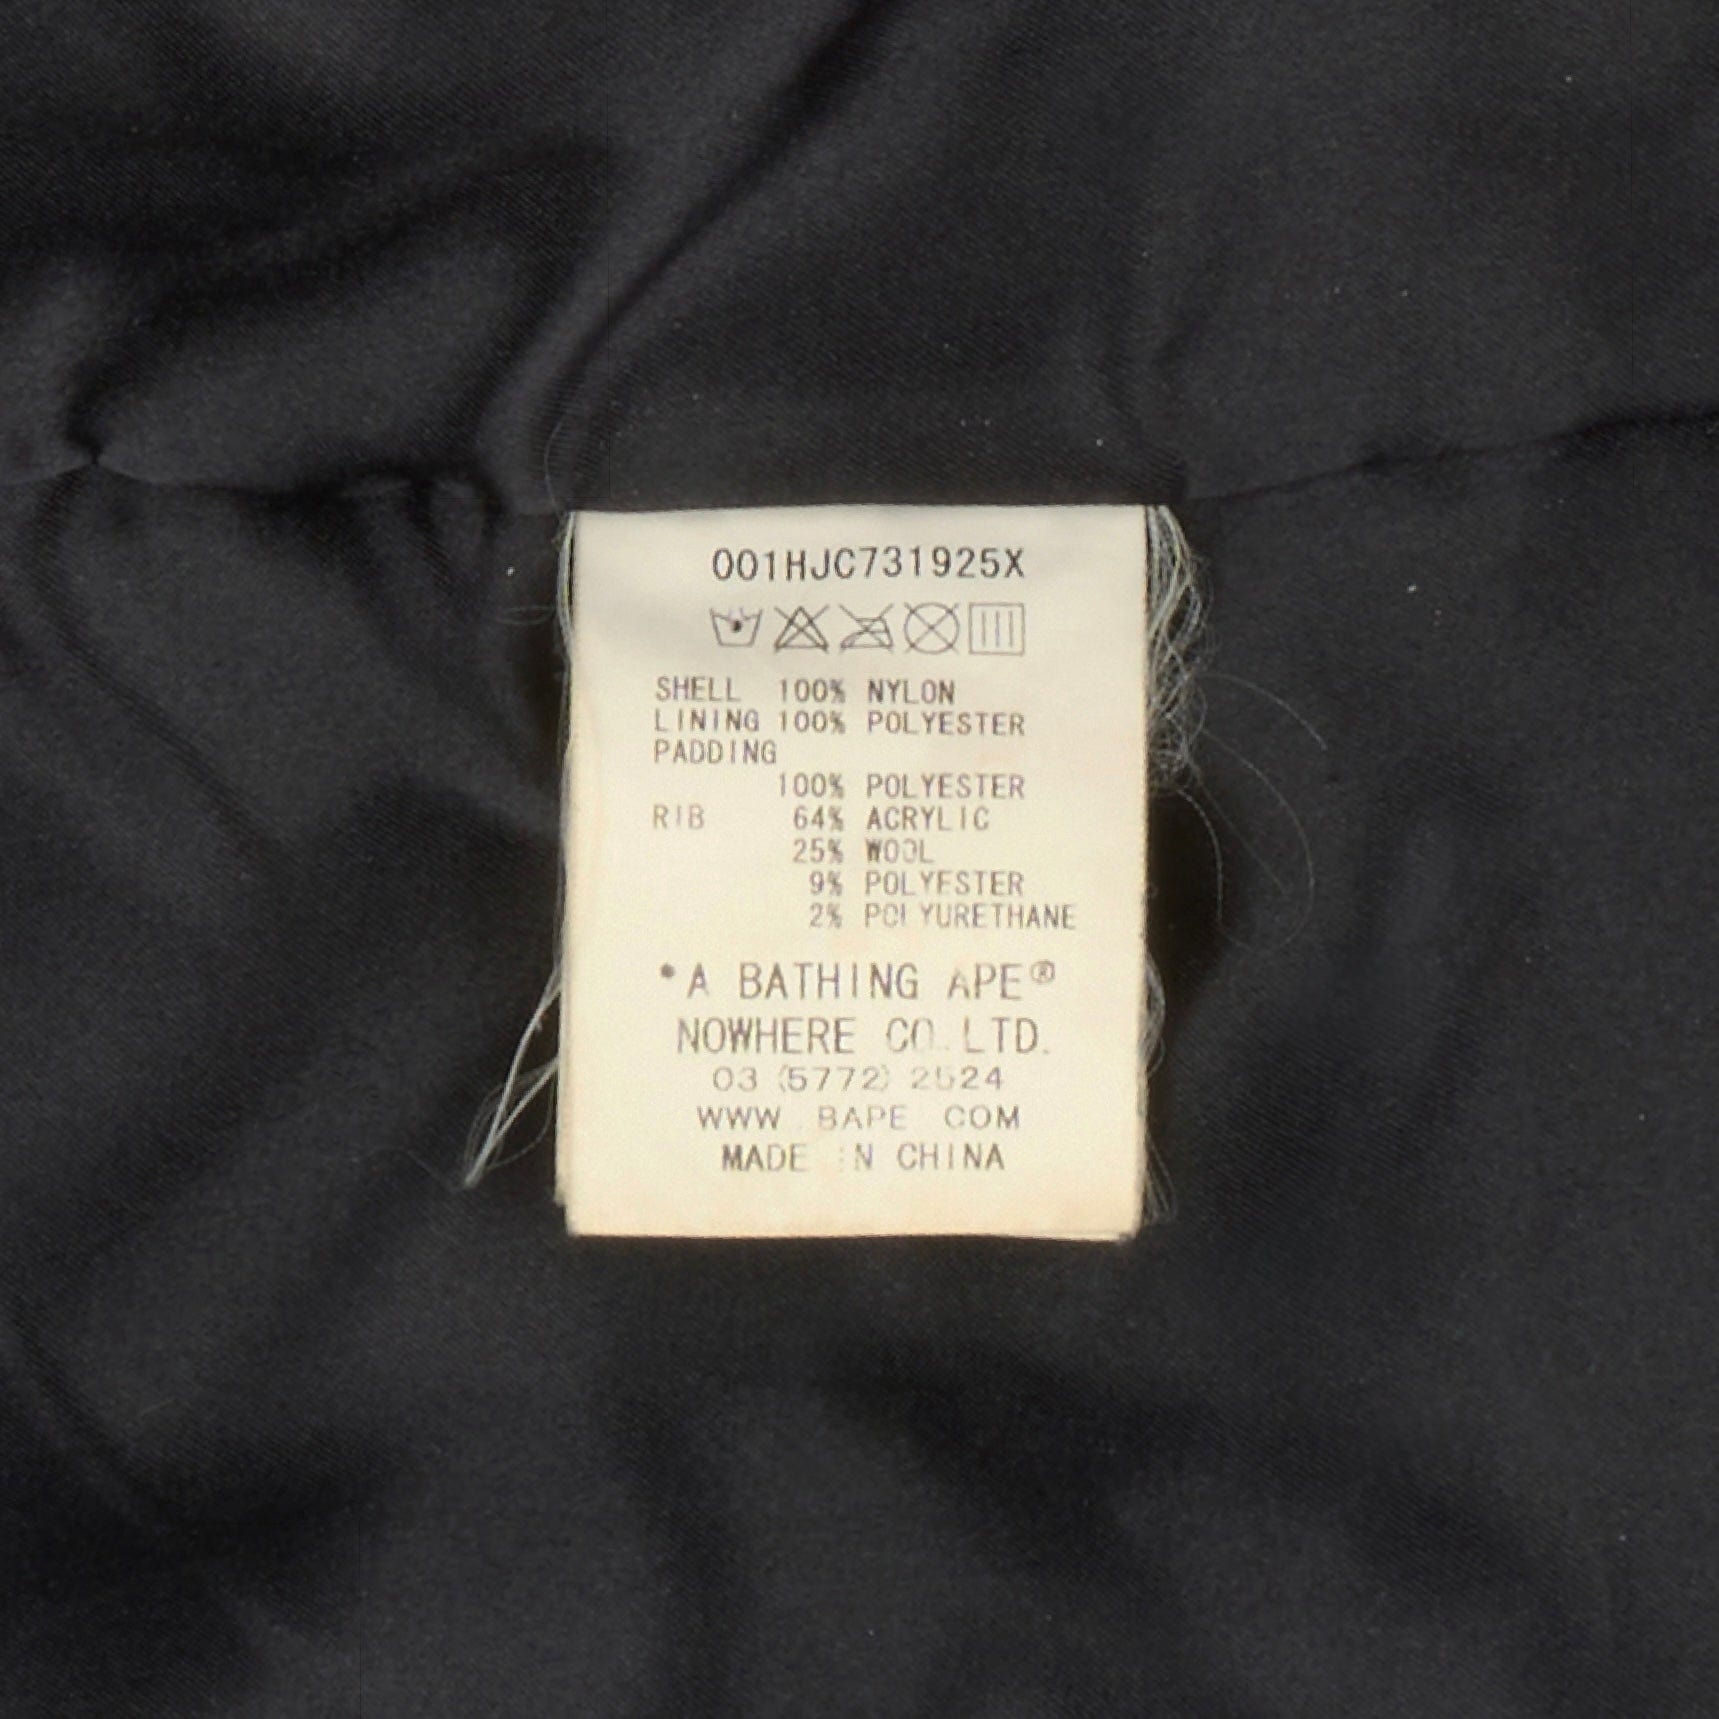 001HJC731925X
SHELL 100% NYLON
LINING 100% POLYESTER
PADDING
100% POLYESTER
RIB 64% ACRYLIC
25% WOOL
9% POLYESTER
2% POLYURETHANE
*A BATHING APE®
NOWHERE CO.,LTD.
03(5772)2524
WWW.BAPE.COM
MADE IN CHINA